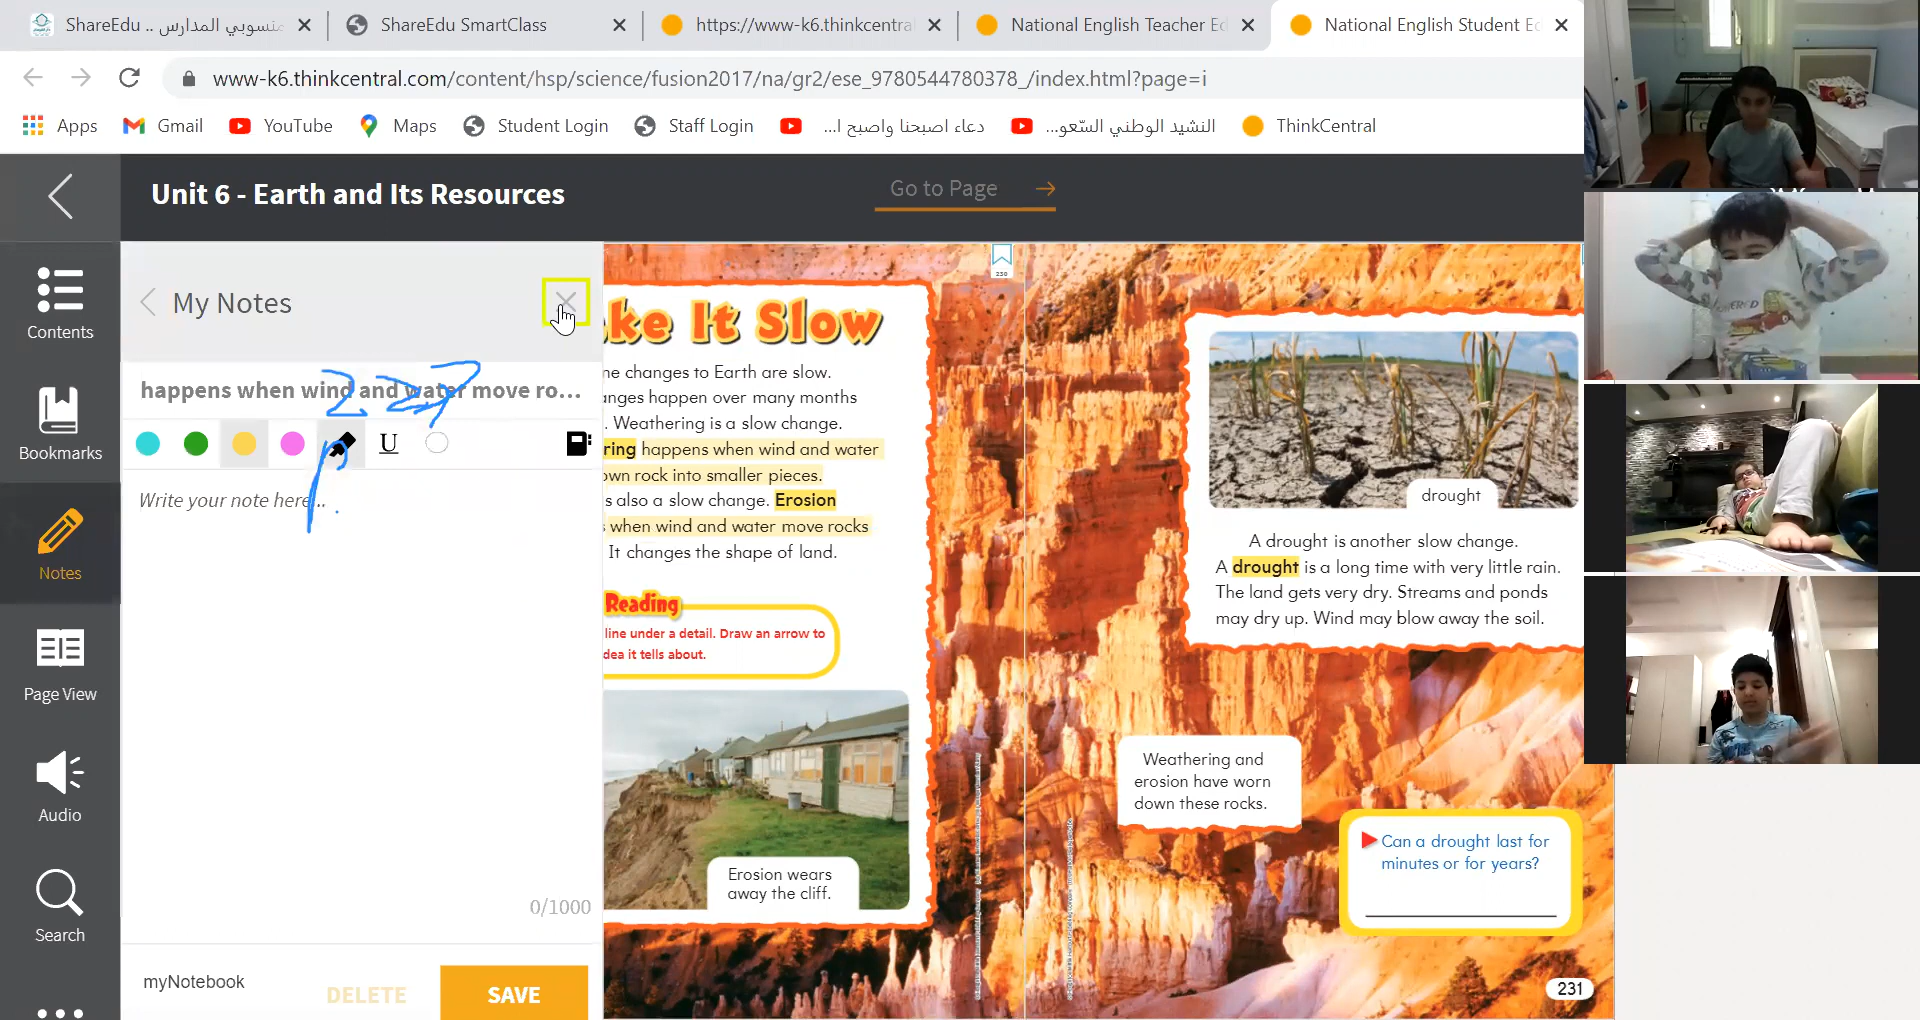 ShareEdu .. منسوبي المدارس
ShareEdu SmartClass
https://www-k6.thinkcentral
National English Teacher Ed
National English Student Ed
www-k6.thinkcentral.com/content/hsp/science/fusion2017/na/gr2/ese_9780544780378_/index.html?page=i
Apps
Gmail
YouTube
Maps
Student Login
Staff Login
دعاء اصبحنا واصبح ا...
النشيد الوطني السّعو...
ThinkCentral
Unit 6 - Earth and Its Resources
Go to Page
Contents
Bookmarks
Notes
Page View
Audio
Search
My Notes
happens when wind and water move ro...
227
U
Write your note here...
P.
0/1000
myNotebook
DELETE
SAVE
230
ke It Slow
ne changes to Earth are slow.
anges happen over many months
. Weathering is a slow change.
ring happens when wind and water
own rock into smaller pieces.
s also a slow change. Erosion
s when wind and water move rocks
It changes the shape of land.
Reading
line under a detail. Draw an arrow to
dea it tells about.
Erosion wears
away the cliff.
drought
A drought is another slow change.
A drought is a long time with very little rain.
The land gets very dry. Streams and ponds
may dry up. Wind may blow away the soil.
Weathering and
erosion have worn
down these rocks.
Can a drought last for
minutes or for years?
231